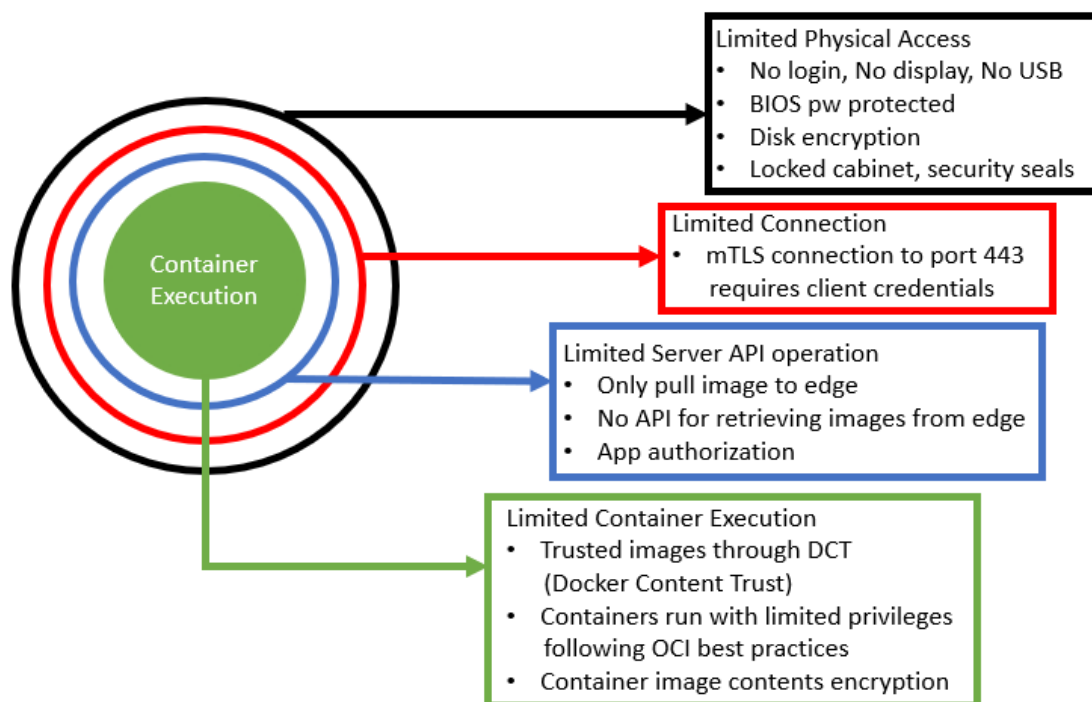 Limited Physical Access
• No login, No display, No USB
• BIOS pw protected
• Disk encryption
• Locked cabinet, security seals
Limited Connection
• mTLS connection to port 443
requires client credentials
Container
Execution
Limited Server API operation
• Only pull image to edge
• No API for retrieving images from edge
• App authorization
Limited Container Execution
• Trusted images through DCT
(Docker Content Trust)
• Containers run with limited privileges
following OCI best practices
• Container image contents encryption